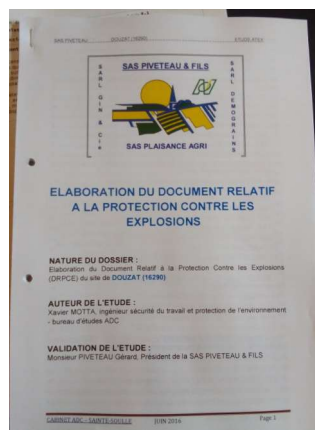 SAS PIVETEAU DOUZAT (16290) ETUDE ATEX
SAS PIVETEAU & FILS
SARL GIN & Cie
SARL DEMOGRAINS
SAS PLAISANCE AGRI
ELABORATION DU DOCUMENT RELATIF
A LA PROTECTION CONTRE LES
EXPLOSIONS
NATURE DU DOSSIER :
Elaboration du Document Relatif à la Protection Contre les Explosions
(DRPCE) du site de DOUZAT (16290)
AUTEUR DE L'ETUDE :
Xavier MOTTA, ingénieur sécurité du travail et protection de l'environnement
- bureau d'études ADC
VALIDATION DE L'ETUDE :
Monsieur PIVETEAU Gérard, Président de la SAS PIVETEAU & FILS
CABINET ADC – SAINTE-SOULLE JUIN 2016 Page 1